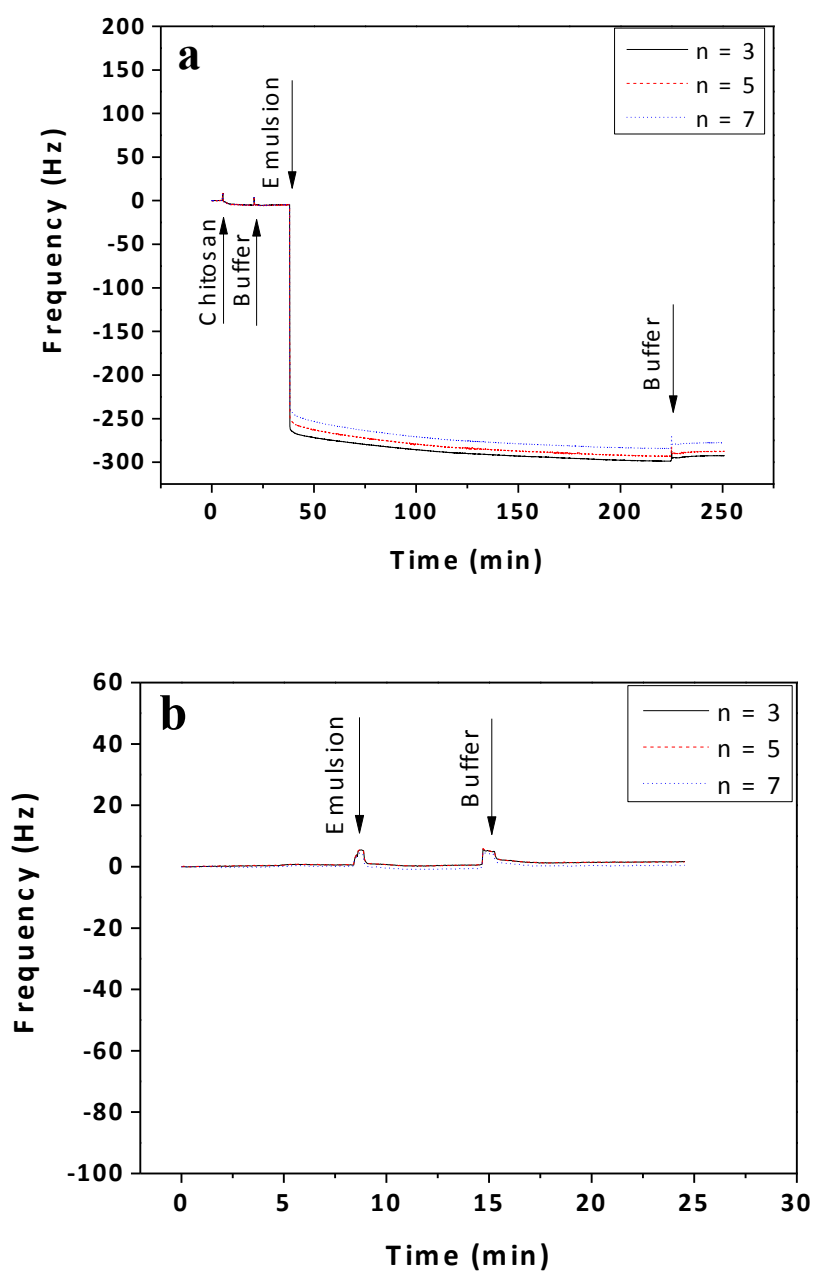 a
n = 3
n = 5
n = 7
Emulsion
Chitosan
Buffer
Buffer
200
150
100
50
0
-50
-100
-150
-200
-250
-300
Frequency (Hz)
0 50 100 150 200 250
Time (min)
b
n = 3
n = 5
n = 7
Emulsion
Buffer
60
40
20
0
-20
-40
-60
-80
-100
Frequency (Hz)
0 5 10 15 20 25 30
Time (min)